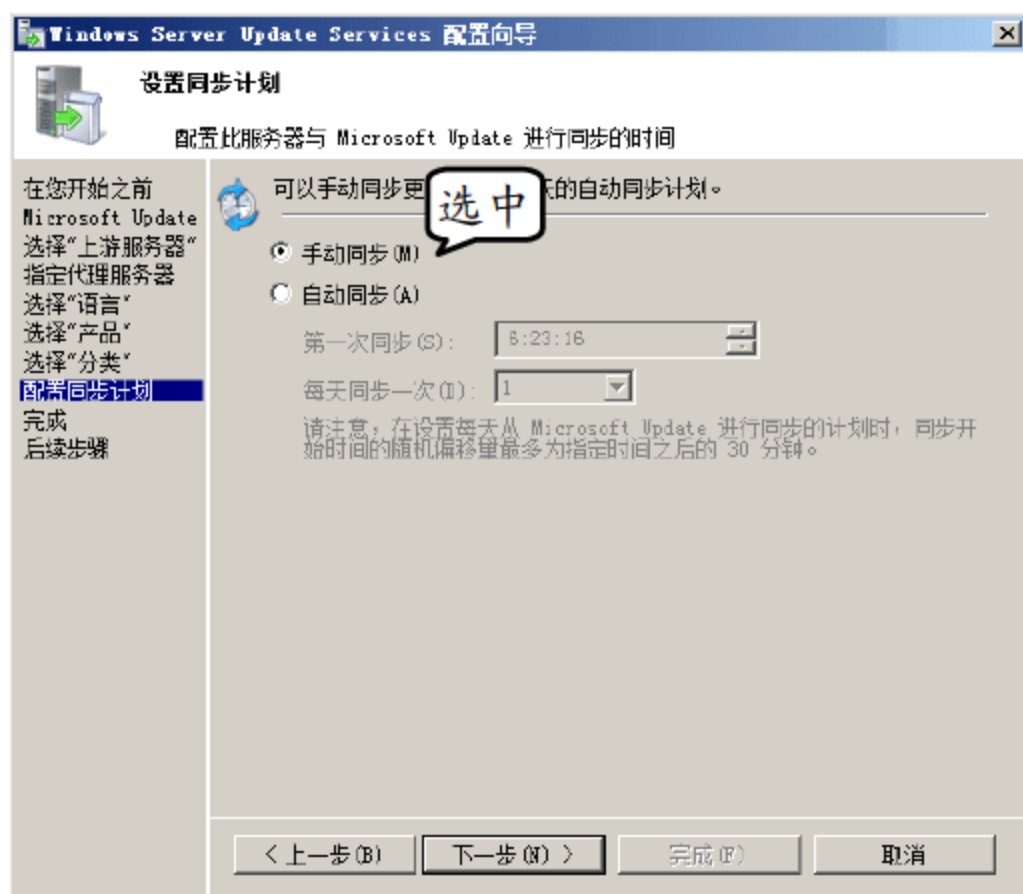 Windows Server Update Services 配置向导
设置同步计划
配置此服务器与 Microsoft Update 进行同步的时间
在您开始之前
Microsoft Update
选择“上游服务器”
指定代理服务器
选择“语言”
选择“产品”
选择“分类”
配置同步计划
完成
后续步骤
可以手动同步更
的自动同步计划。
选中
手动同步(M)
自动同步(A)
第一次同步(S):
6:23:16
每天同步一次(D):
1
请注意，在设置每天从 Microsoft Update 进行同步的计划时，同步开
始时间的随机偏移量最多为指定时间之后的 30 分钟。
< 上一步(B)
下一步(N) >
完成(F)
取消